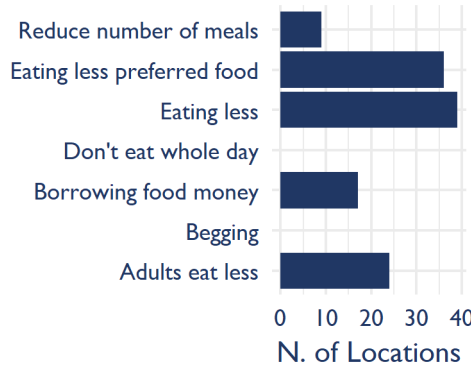 Reduce number of meals
Eating less preferred food
Eating less
Don't eat whole day
Borrowing food money
Begging
Adults eat less
0 10 20 30 40
N. of Locations